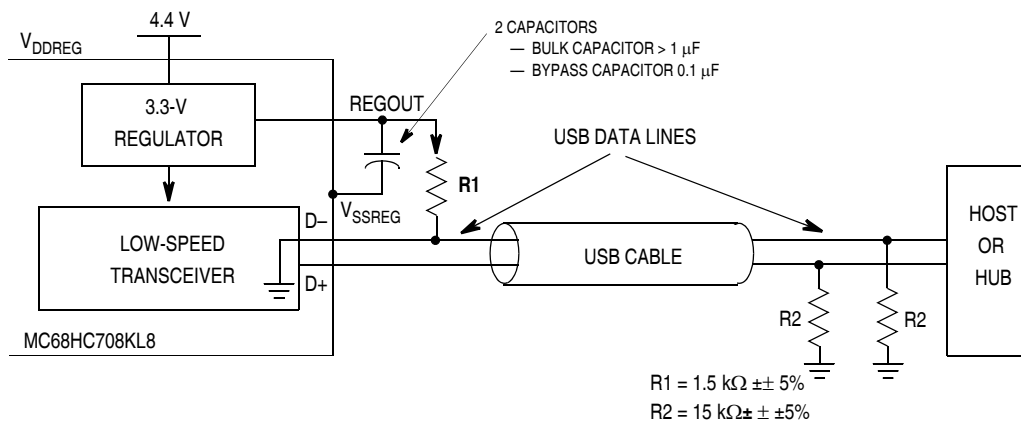 4.4 V
V_DDREG
2 CAPACITORS
— BULK CAPACITOR > 1 μF
— BYPASS CAPACITOR 0.1 μF
3.3-V
REGULATOR
REGOUT
USB DATA LINES
R1
V_SSREG
D–
LOW-SPEED
TRANSCEIVER
D+
USB CABLE
HOST
OR
HUB
R2
R2
MC68HC708KL8
R1 = 1.5 kΩ ±± 5%
R2 = 15 kΩ± ± ±5%